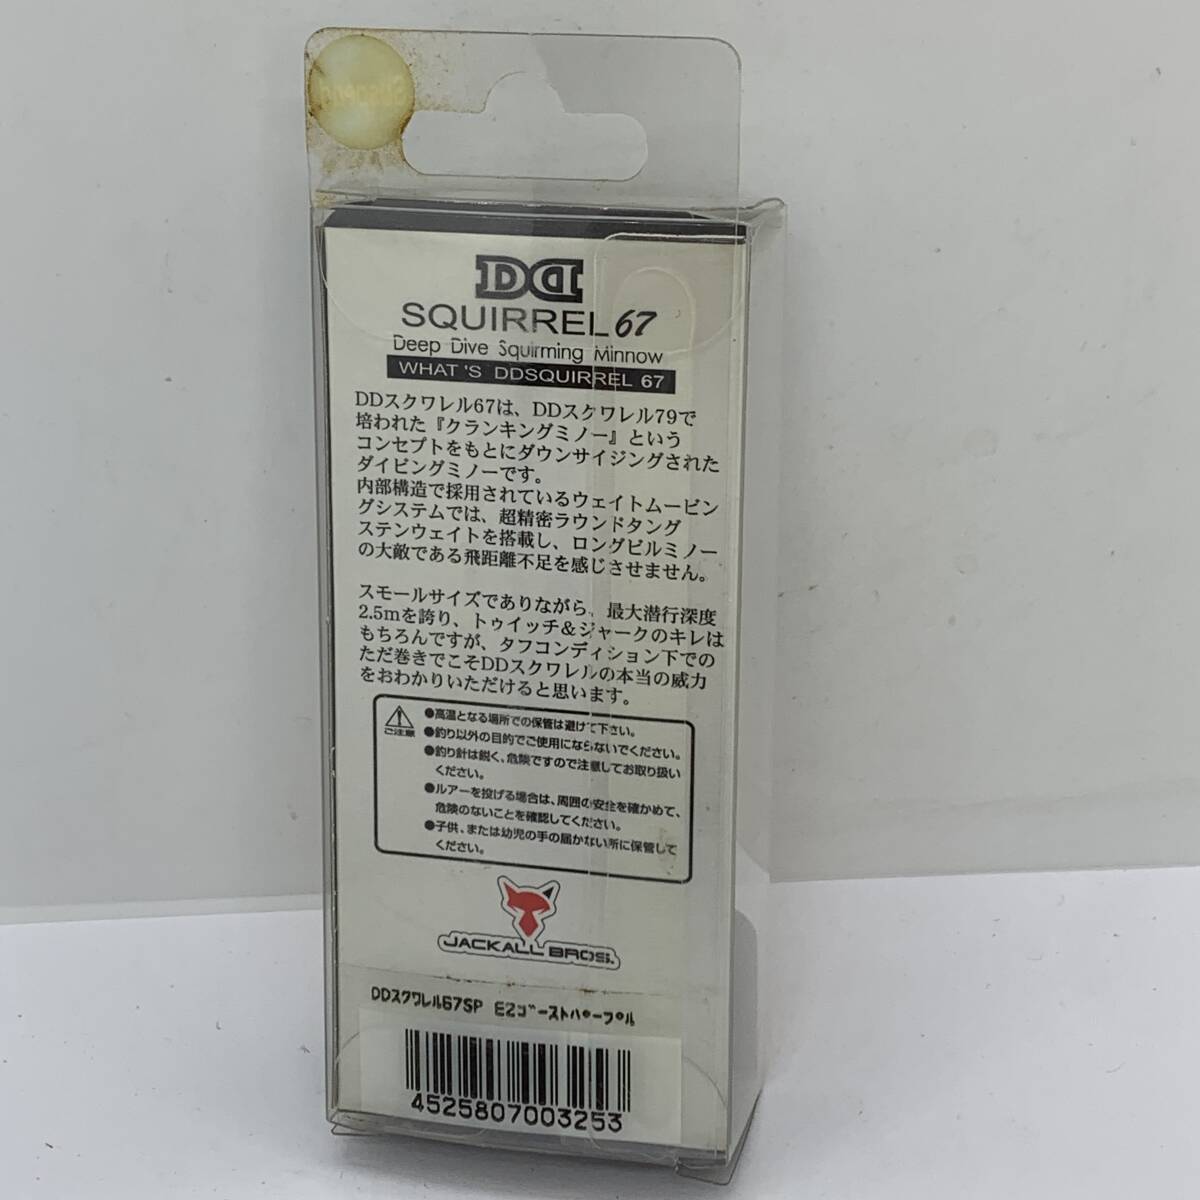 DD
SQUIRREL 67
Deep Dive Squirming Minnow
WHAT'S DDSQUIRREL 67
DDスクワレル67は、DDスクワレル79で
培われた『クランキングミノー』という
コンセプトをもとにダウンサイジングされた
ダイビングミノーです。
内部構造で採用されているウェイトムービン
グシステムでは、超精密ラウンドタング
ステンウェイトを搭載し、ロングビルミノー
の大敵である飛距離不足を感じさせません。
スモールサイズでありながら、最大潜行深度
2.5mを誇り、トゥイッチ&ジャークのキレは
もちろんですが、タフコンディション下での
ただ巻きでこそDDスクワレルの本当の威力
をおわかりいただけると思います。
ご注意
●高温となる場所での保管は避けて下さい。
●釣り以外の目的でご使用にならないでください。
●釣り針は鋭く、危険ですので注意してお取り扱い
ください。
●ルアーを投げる場合は、周囲の安全を確かめて、
危険のないことを確認してください。
●子供、または幼児の手の届かない所に保管して
ください。
JACKALL BROS.
DDスクワレル67SP EZゴーストパープル
4525807003253